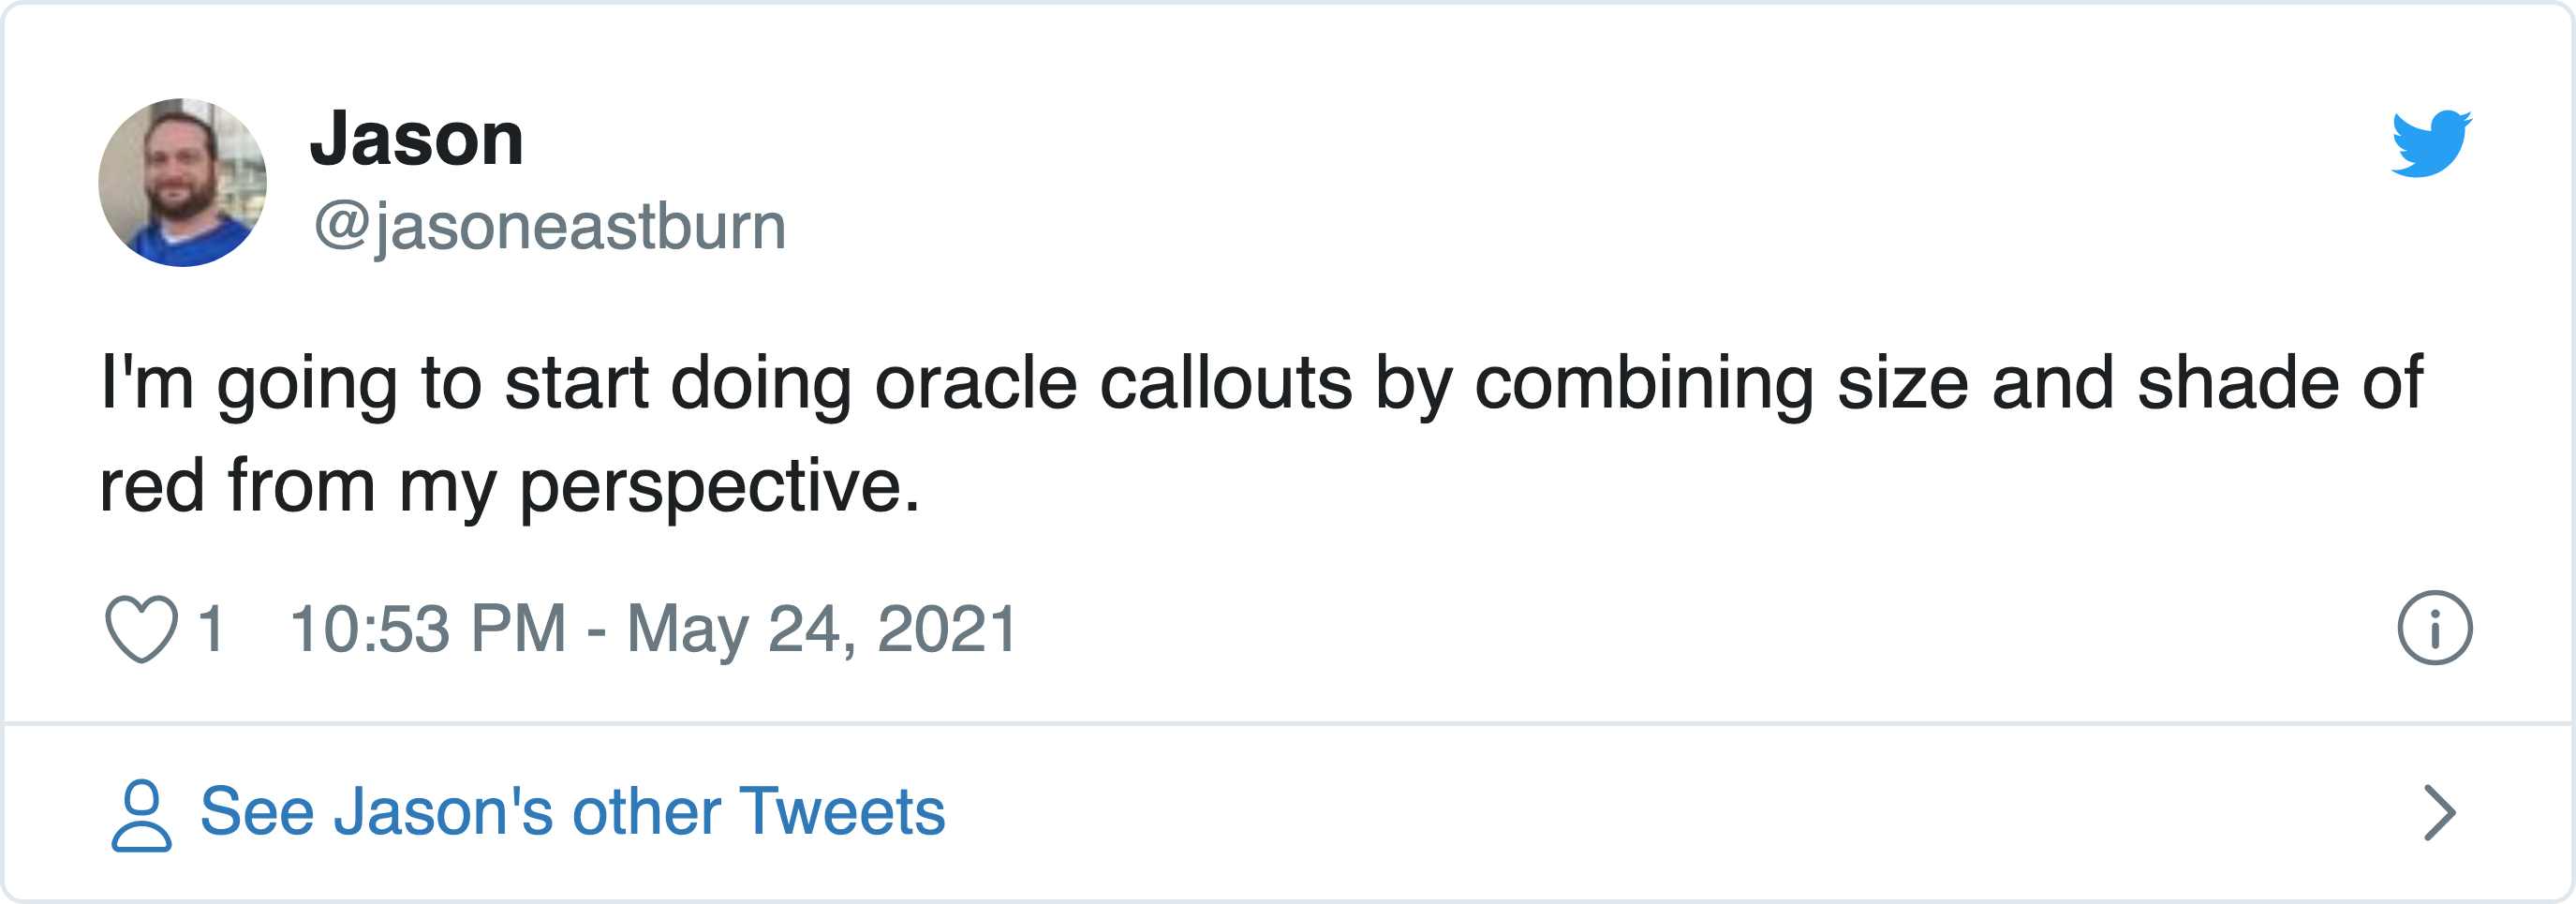 Jason
@jasoneastburn
I'm going to start doing oracle callouts by combining size and shade of
red from my perspective.
1 10:53 PM - May 24, 2021
See Jason's other Tweets